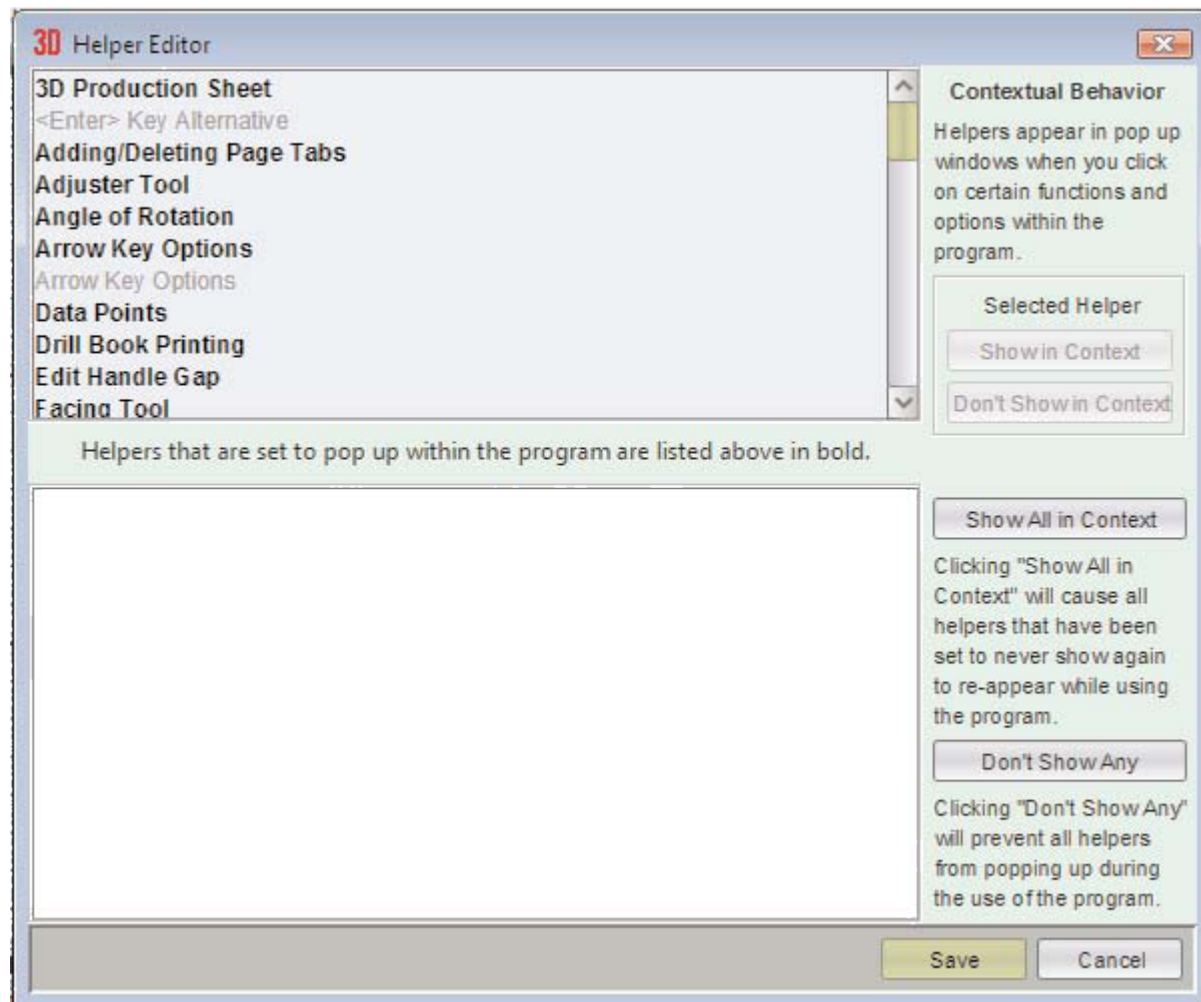 3D Helper Editor
3D Production Sheet
<Enter> Key Alternative
Adding/Deleting Page Tabs
Adjuster Tool
Angle of Rotation
Arrow Key Options
Arrow Key Options
Data Points
Drill Book Printing
Edit Handle Gap
Facing Tool
Helpers that are set to pop up within the program are listed above in bold.
Contextual Behavior
Helpers appear in pop up
windows when you click
on certain functions and
options within the
program.
Selected Helper
Show in Context
Don't Show in Context
Show All in Context
Clicking "Show All in
Context" will cause all
helpers that have been
set to never show again
to re-appear while using
the program.
Don't Show Any
Clicking "Don't Show Any"
will prevent all helpers
from popping up during
the use of the program.
Save
Cancel